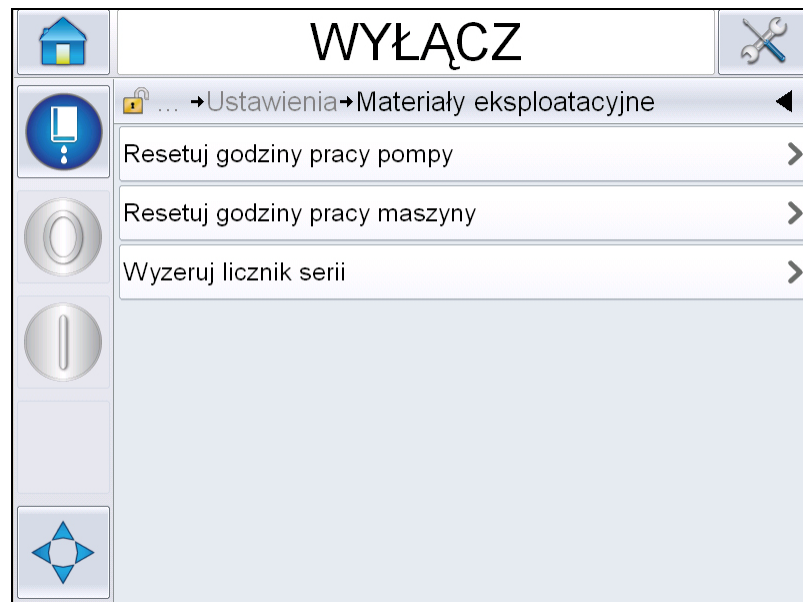 WYŁĄCZ
... →Ustawienia→Materiały eksploatacyjne
Resetuj godziny pracy pompy
Resetuj godziny pracy maszyny
Wyzeruj licznik serii